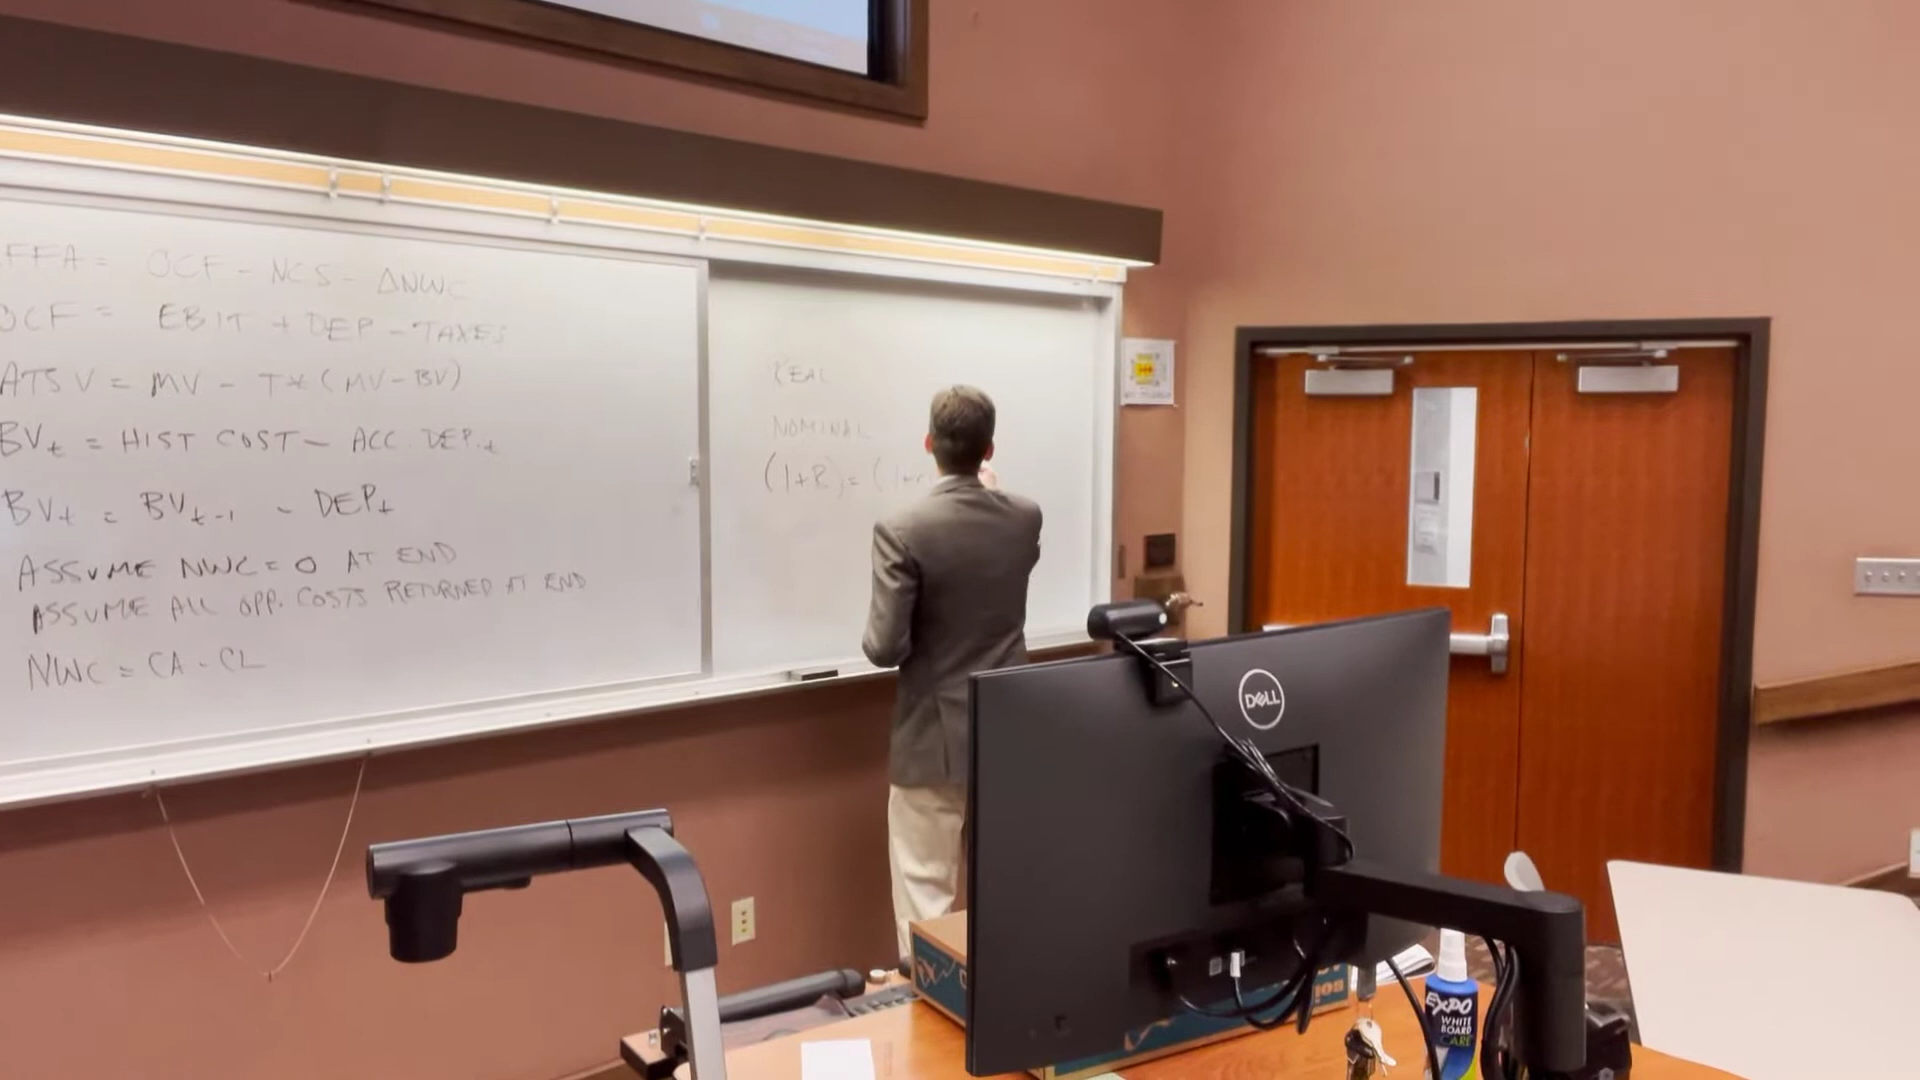 FFA = OCF - NCS - ΔNWC
OCF = EBIT + DEP - TAXES
ATSV = MV - T*(MV - BV)
BVt = HIST COST - ACC. DEP.t
BVt = BVt-1 - DEPt
ASSUME NWC = 0 AT END
ASSUME ALL OPP. COSTS RETURNED AT END
NWC = CA - CL
REAL
NOMINAL
(1+R) = (1+r
DELL
EXPO
WHITE
BOARD
CARE